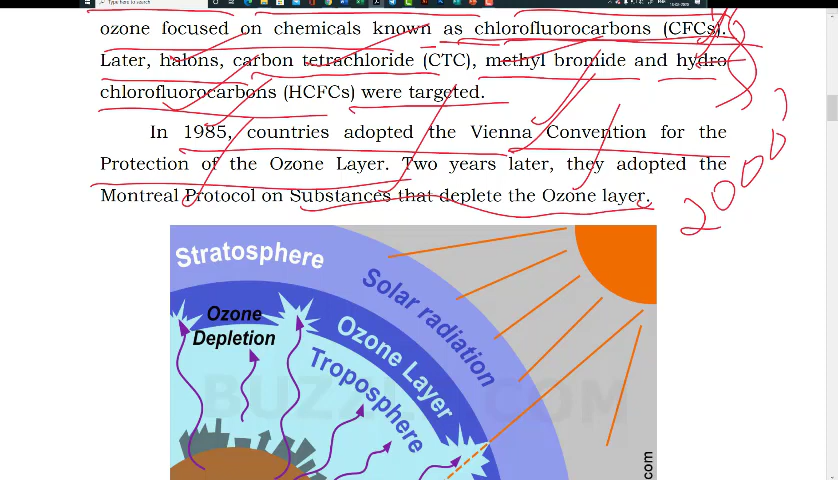 ozone focused on chemicals known as chlorofluorocarbons (CFCs).
Later, halons, carbon tetrachloride (CTC), methyl bromide and hydro
chlorofluorocarbons (HCFCs) were targeted.
In 1985, countries adopted the Vienna Convention for the
Protection of the Ozone Layer. Two years later, they adopted the
Montreal Protocol on Substances that deplete the Ozone layer.
Stratosphere
Solar radiation
Ozone
Depletion
Ozone Layer
Troposphere
com